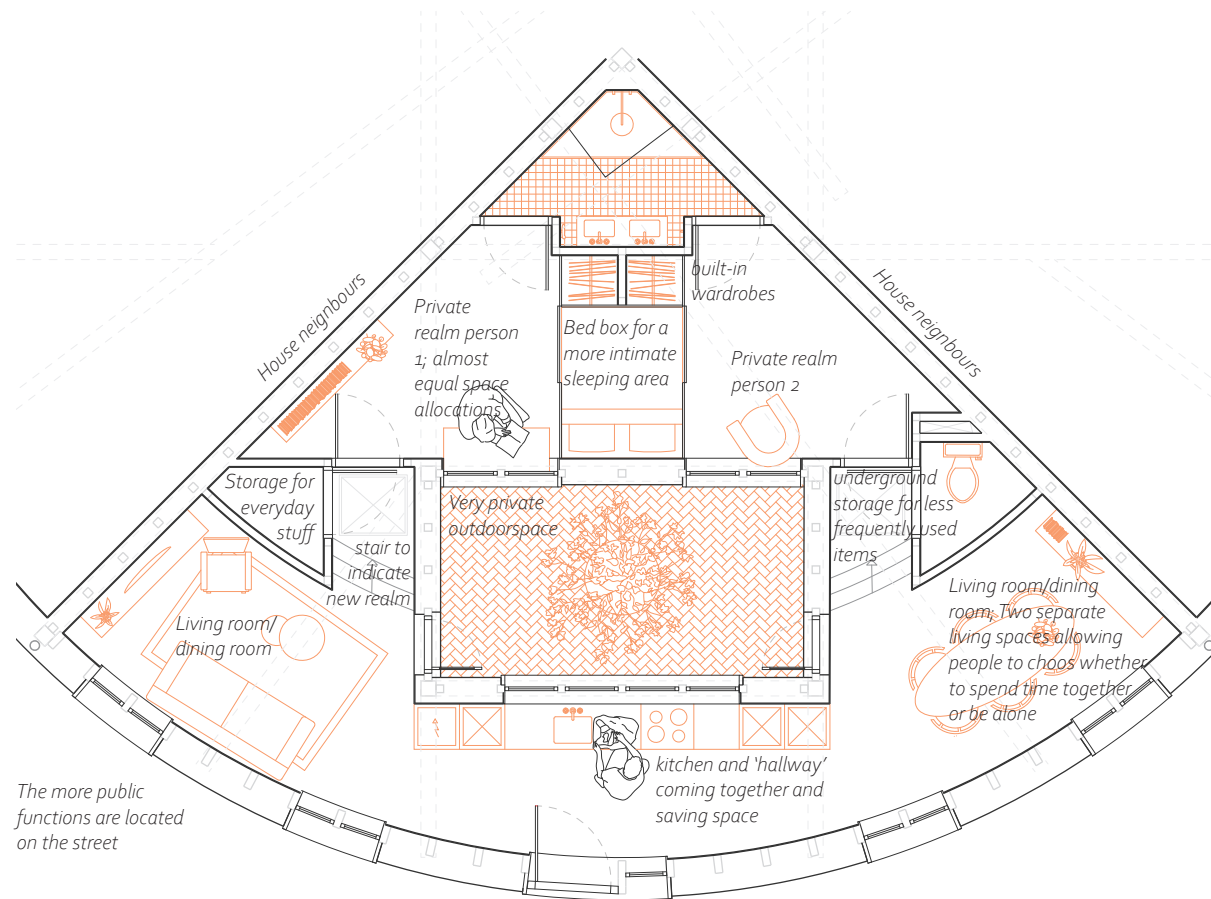 House neignbours
House neignbours
built-in
wardrobes
Private
realm person
1; almost
equal space
allocations
Bed box for a
more intimate
sleeping area
Private realm
person 2
Storage for
everyday
stuff
Very private
outdoorspace
underground
storage for less
frequently used
items
stair to
indicate
new realm
Living room/
dining room
Living room/dining
room; Two separate
living spaces allowing
people to choos whether
to spend time together
or be alone
kitchen and ‘hallway’
coming together and
saving space
The more public
functions are located
on the street